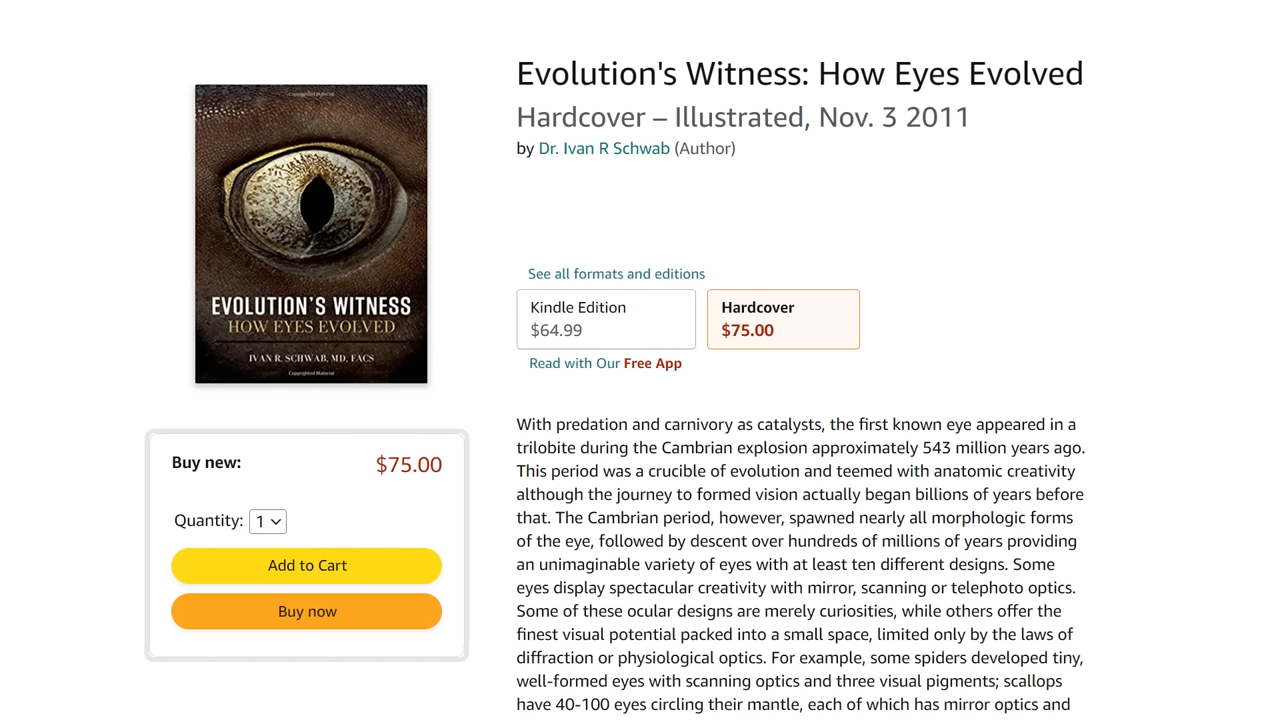 Evolution's Witness: How Eyes Evolved
Hardcover – Illustrated, Nov. 3 2011
by Dr. Ivan R Schwab (Author)
Copyrighted Material
EVOLUTION'S WITNESS
HOW EYES EVOLVED
IVAN R. SCHWAB, MD, FACS
Copyrighted Material
See all formats and editions
Kindle Edition
$64.99
Hardcover
$75.00
Read with Our Free App
Buy new:
$75.00
Quantity: 1
Add to Cart
Buy now
With predation and carnivory as catalysts, the first known eye appeared in a
trilobite during the Cambrian explosion approximately 543 million years ago.
This period was a crucible of evolution and teemed with anatomic creativity
although the journey to formed vision actually began billions of years before
that. The Cambrian period, however, spawned nearly all morphologic forms
of the eye, followed by descent over hundreds of millions of years providing
an unimaginable variety of eyes with at least ten different designs. Some
eyes display spectacular creativity with mirror, scanning or telephoto optics.
Some of these ocular designs are merely curiosities, while others offer the
finest visual potential packed into a small space, limited only by the laws of
diffraction or physiological optics. For example, some spiders developed tiny,
well-formed eyes with scanning optics and three visual pigments; scallops
have 40-100 eyes circling their mantle, each of which has mirror optics and